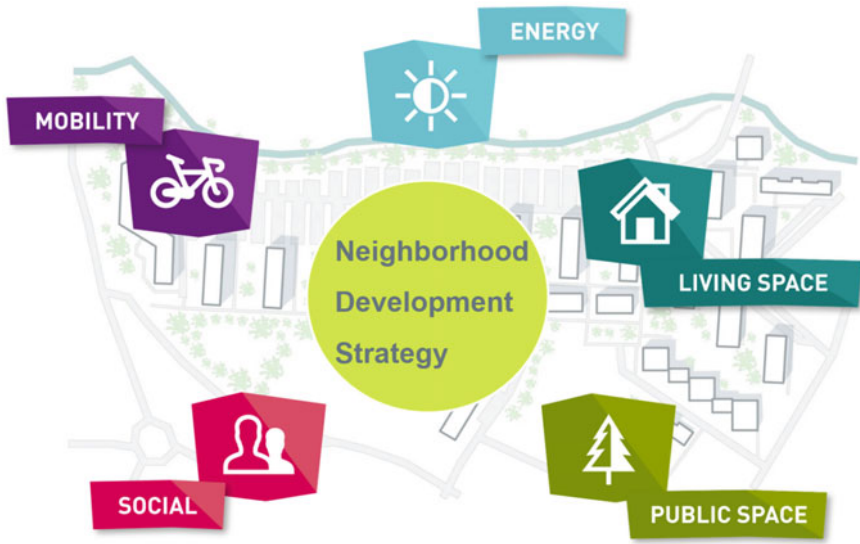 ENERGY
MOBILITY
Neighborhood
Development
Strategy
LIVING SPACE
SOCIAL
PUBLIC SPACE